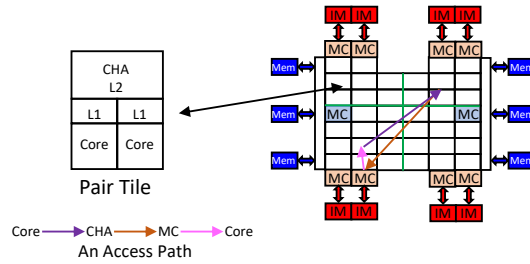 IM IM IM IM
MC MC MC MC
Mem Mem
CHA
L2
L1 L1
Core Core
Pair Tile
Mem MC MC Mem
Mem Mem
MC MC MC MC
IM IM IM IM
Core CHA MC Core
An Access Path